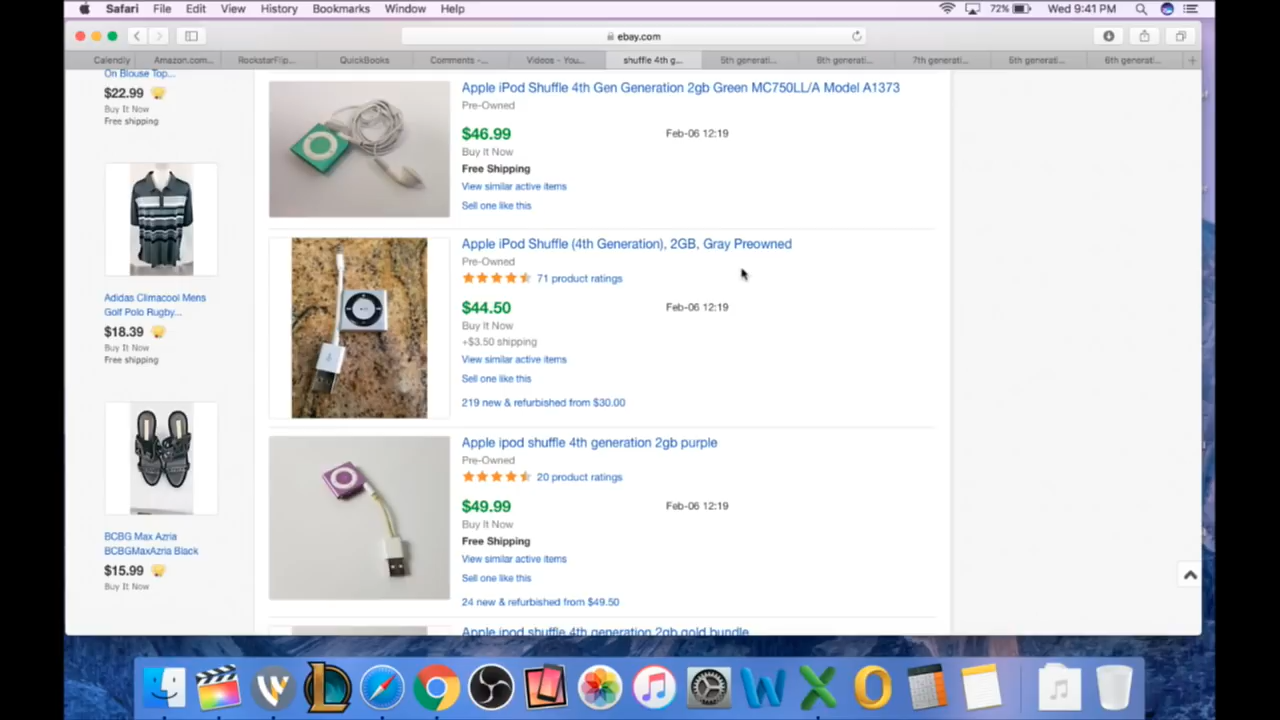 Safari File Edit View History Bookmarks Window Help 72% Wed 9:41 PM
ebay.com
Calendly Amazon.com... RockstarFlip... QuickBooks Comments -... Videos - You... shuffle 4th g... 5th generati... 6th generati... 7th generati... 5th generati... 6th generati...
On Blouse Top...
$22.99
Buy It Now
Free shipping
Adidas Climacool Mens
Golf Polo Rugby...
$18.39
Buy It Now
Free shipping
BCBG Max Azria
BCBGMaxAzria Black
$15.99
Buy It Now
Apple iPod Shuffle 4th Gen Generation 2gb Green MC750LL/A Model A1373
Pre-Owned
$46.99 Feb-06 12:19
Buy It Now
Free Shipping
View similar active items
Sell one like this
Apple iPod Shuffle (4th Generation), 2GB, Gray Preowned
Pre-Owned
71 product ratings
$44.50 Feb-06 12:19
Buy It Now
+$3.50 shipping
View similar active items
Sell one like this
219 new & refurbished from $30.00
Apple ipod shuffle 4th generation 2gb purple
Pre-Owned
20 product ratings
$49.99 Feb-06 12:19
Buy It Now
Free Shipping
View similar active items
Sell one like this
24 new & refurbished from $49.50
Apple ipod shuffle 4th generation 2gb gold bundle